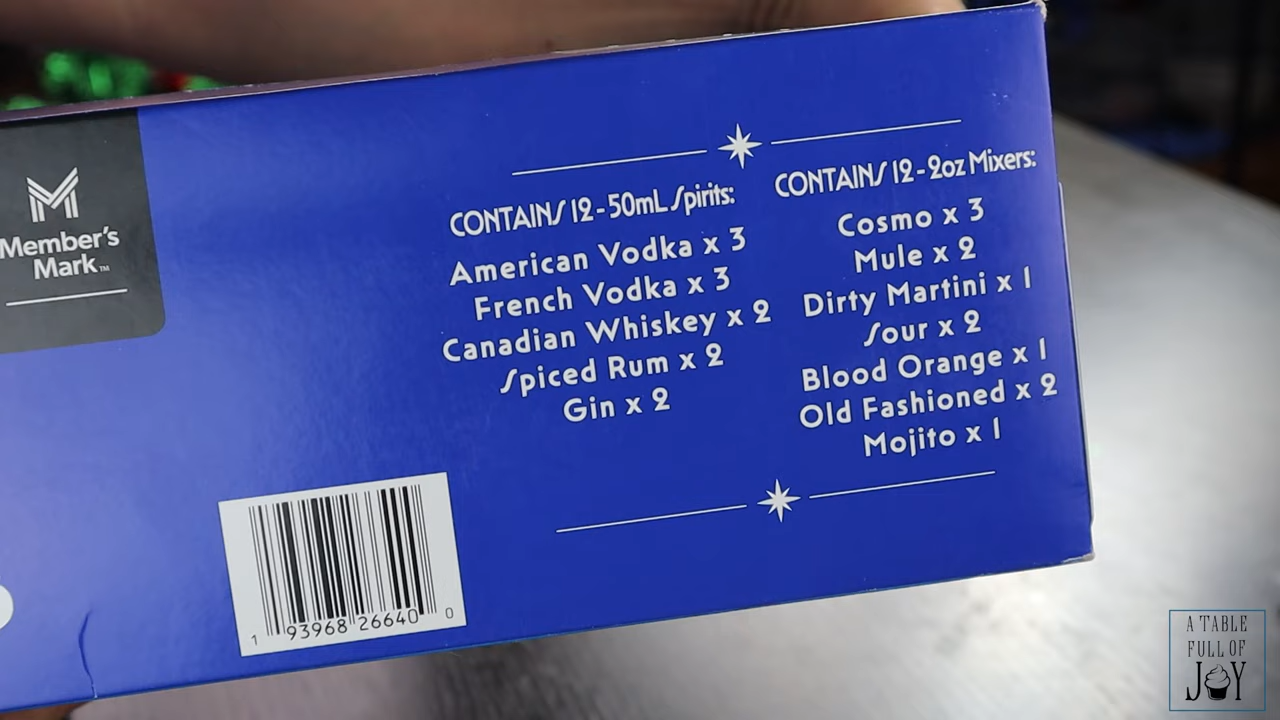 Member's
Mark™
CONTAINS 12-50mL Spirits:
American Vodka x 3
French Vodka x 3
Canadian Whiskey x 2
Spiced Rum x 2
Gin x 2
CONTAINS 12-2oz Mixers:
Cosmo x 3
Mule x 2
Dirty Martini x 1
Sour x 2
Blood Orange x 1
Old Fashioned x 2
Mojito x 1
1 93968 26640 0
A TABLE
FULL OF
JOY